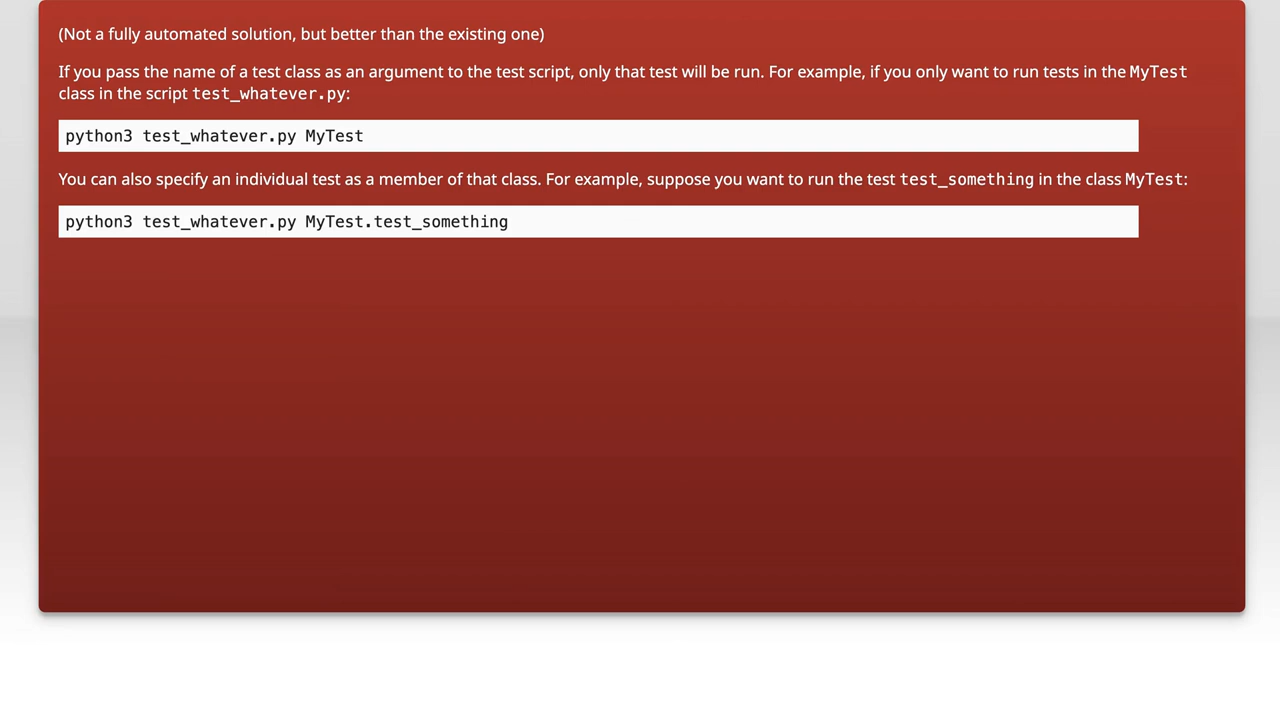 (Not a fully automated solution, but better than the existing one)
If you pass the name of a test class as an argument to the test script, only that test will be run. For example, if you only want to run tests in the MyTest
class in the script test_whatever.py:
python3 test_whatever.py MyTest
You can also specify an individual test as a member of that class. For example, suppose you want to run the test test_something in the class MyTest:
python3 test_whatever.py MyTest.test_something